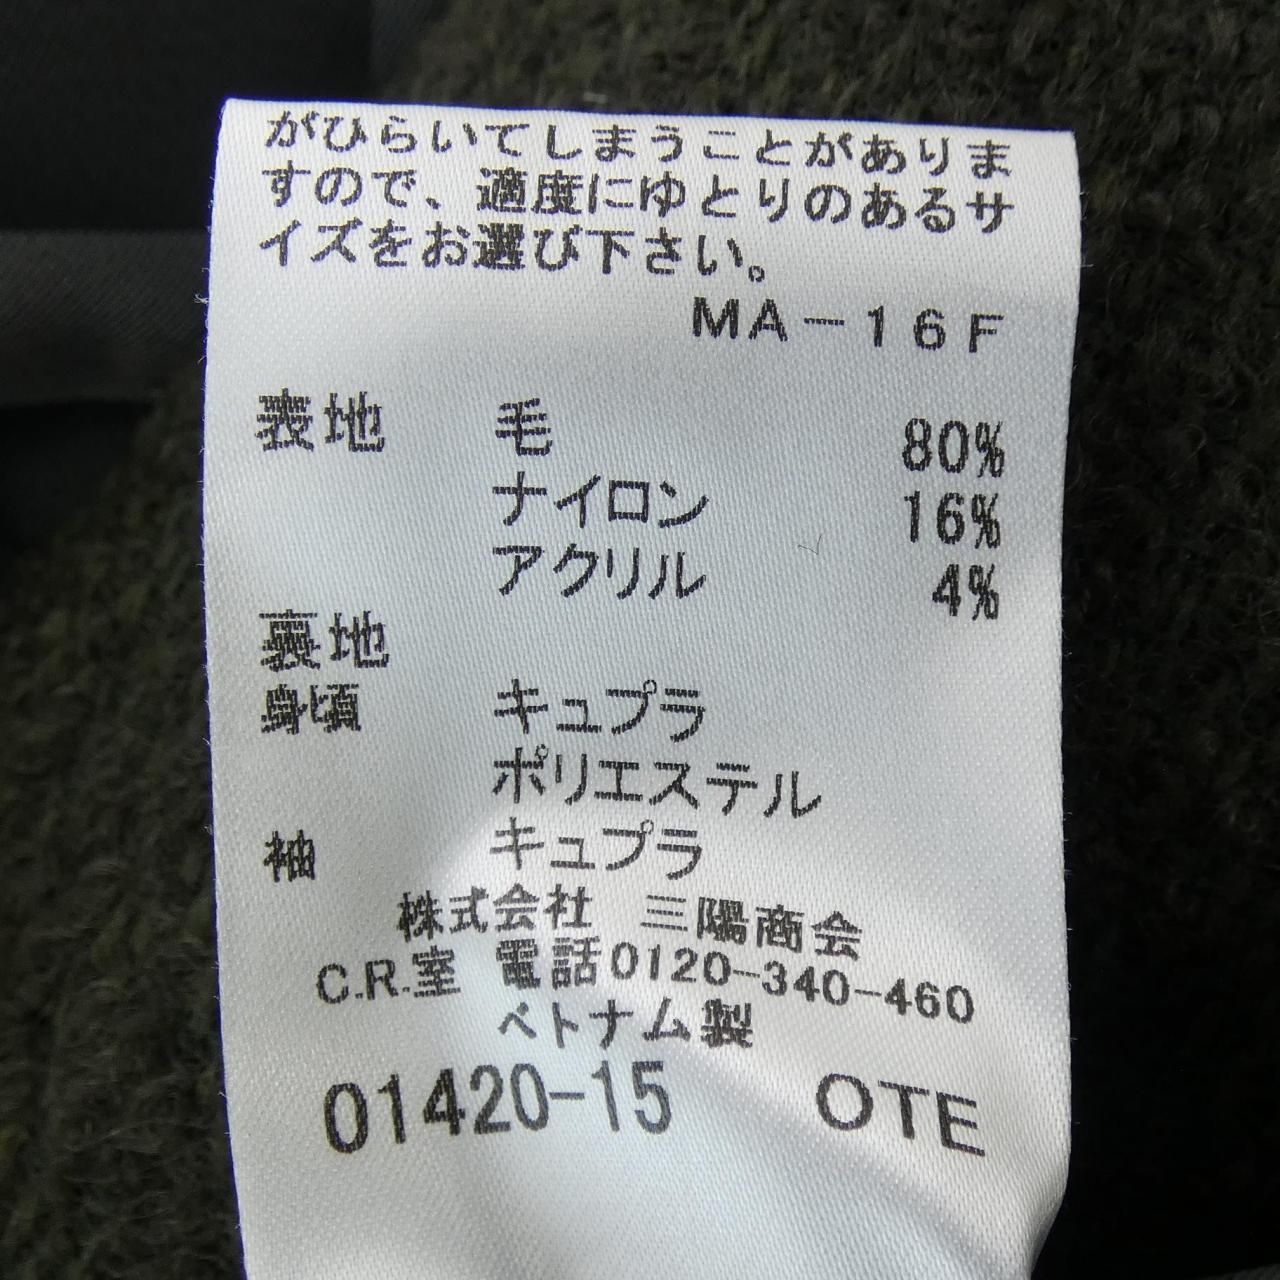 がひらいてしまうことがありま
すので、適度にゆとりのあるサ
イズをお選び下さい。
MA-16F
表地 毛 80%
ナイロン 16%
アクリル 4%
裏地
身頃 キュプラ
ポリエステル
袖 キュプラ
株式会社 三陽商会
C.R.室 電話0120-340-460
ベトナム製
01420-15 OTE